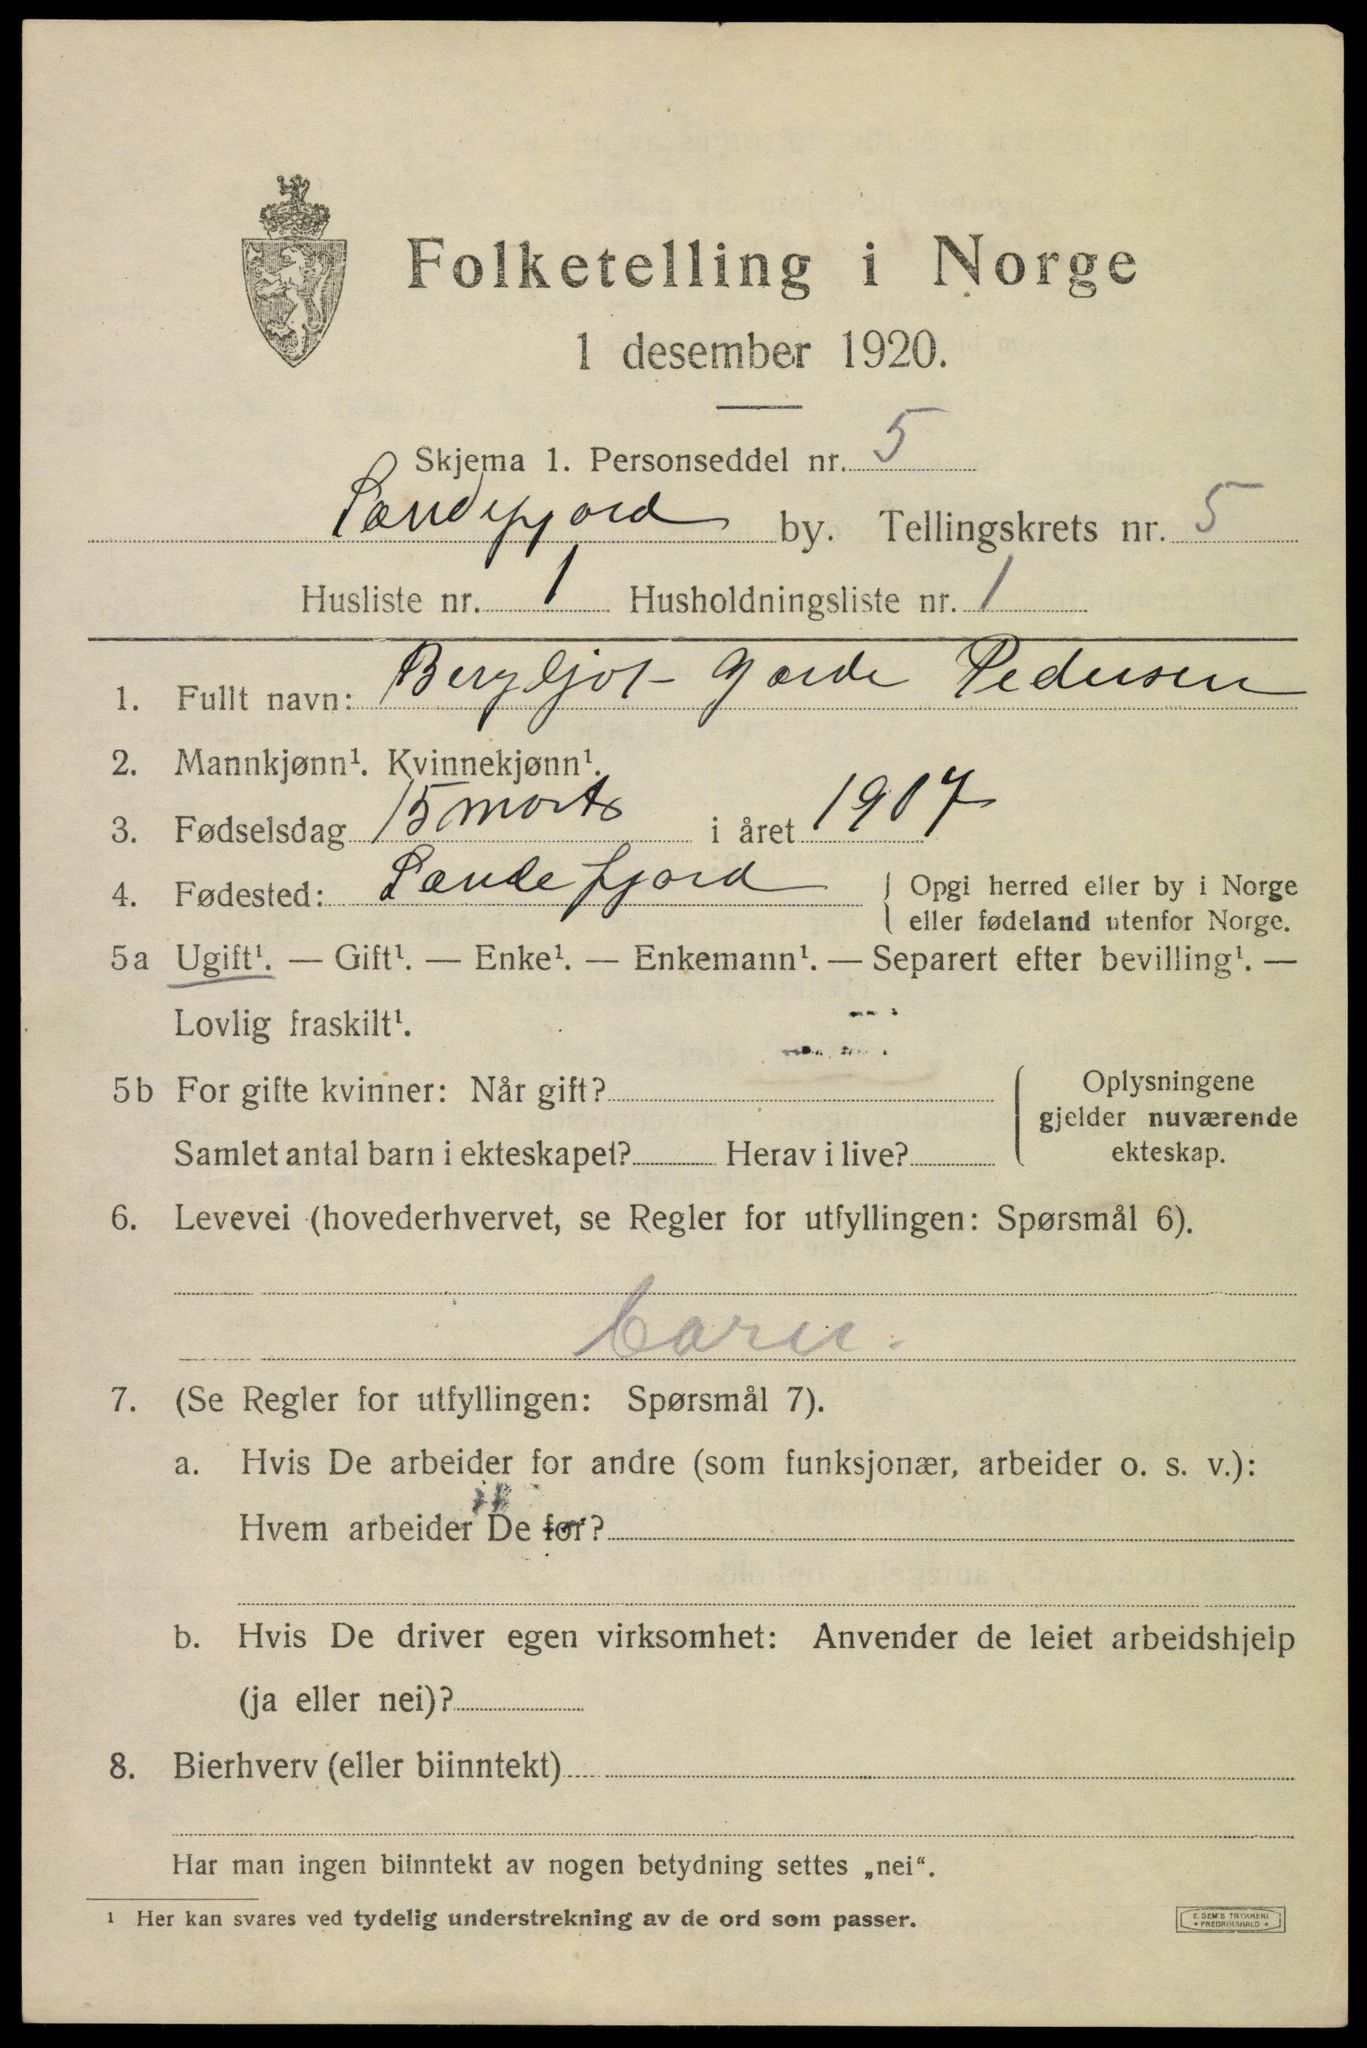 Folketelling i Norge
1 desember 1920.
Skjema 1. Personseddel nr. 5
Sandefjord by. Tellingskrets nr. 5
Husliste nr. 1 Husholdningsliste nr. 1
1. Fullt navn: Bergljot Pedersen
2. Mannkjønn¹. Kvinnekjønn¹.
3. Fødselsdag 15 marts i året 1907
4. Fødested: Sandefjord { Opgi herred eller by i Norge
eller fødeland utenfor Norge.
5a Ugift¹. — Gift¹. — Enke¹. — Enkemann¹. — Separert efter bevilling¹. —
Lovlig fraskilt¹.
5b For gifte kvinner: Når gift?
Samlet antal barn i ekteskapet? Herav i live?
{ Oplysningene
gjelder nuværende
ekteskap.
6. Levevei (hovederhvervet, se Regler for utfyllingen: Spørsmål 6).
barn.
7. (Se Regler for utfyllingen: Spørsmål 7).
a. Hvis De arbeider for andre (som funksjonær, arbeider o. s. v.):
Hvem arbeider De for?
b. Hvis De driver egen virksomhet: Anvender de leiet arbeidshjelp
(ja eller nei)?
8. Bierhverv (eller biinntekt)
Har man ingen biinntekt av nogen betydning settes „nei“.
¹ Her kan svares ved tydelig understrekning av de ord som passer.
E. SEM'S TRYKKERI
* FREDRIKSHALD *